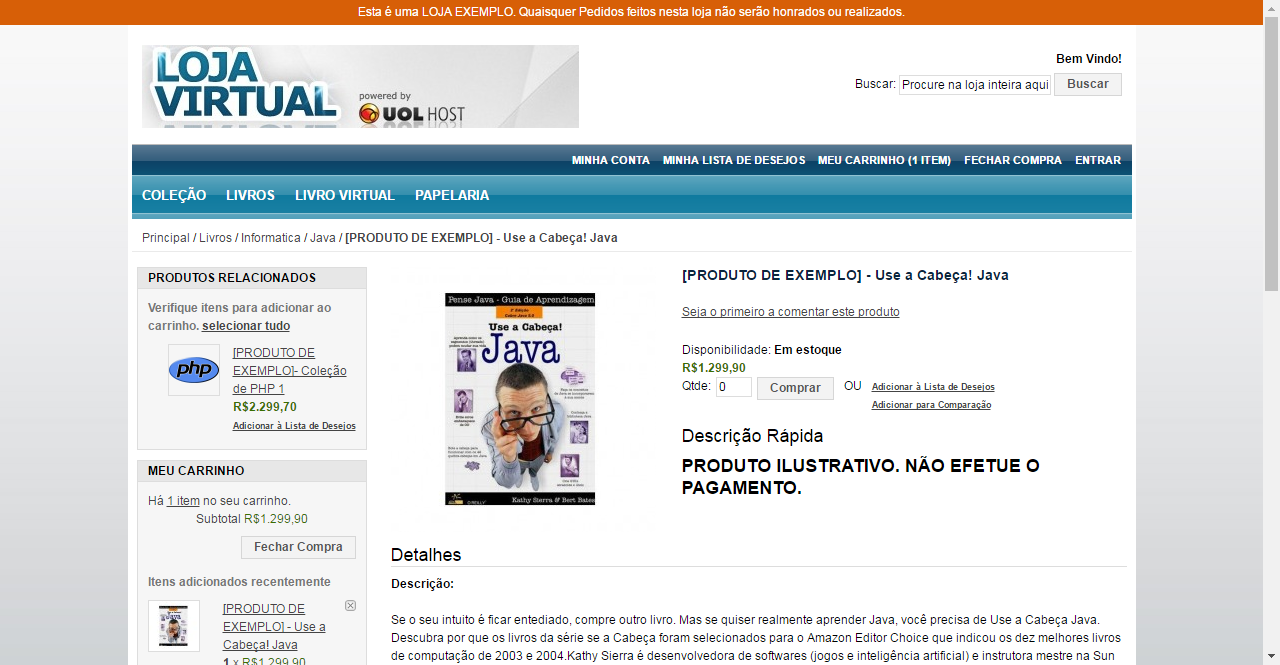 Esta é uma LOJA EXEMPLO. Quaisquer Pedidos feitos nesta loja não serão honrados ou realizados.
LOJA
VIRTUAL
powered by
UOL HOST
Bem Vindo!
Buscar: Procure na loja inteira aqui Buscar
MINHA CONTA MINHA LISTA DE DESEJOS MEU CARRINHO (1 ITEM) FECHAR COMPRA ENTRAR
COLEÇÃO LIVROS LIVRO VIRTUAL PAPELARIA
Principal / Livros / Informatica / Java / [PRODUTO DE EXEMPLO] - Use a Cabeça! Java
PRODUTOS RELACIONADOS
Verifique itens para adicionar ao
carrinho. selecionar tudo
php
[PRODUTO DE
EXEMPLO]- Coleção
de PHP 1
R$2.299,70
Adicionar à Lista de Desejos
MEU CARRINHO
Há 1 item no seu carrinho.
Subtotal R$1.299,90
Fechar Compra
Itens adicionados recentemente
[PRODUTO DE
EXEMPLO] - Use a
Cabeça! Java
1 x R$1.299,90
Pense Java - Guia de Aprendizagem
Use a Cabeça!
Java
O'REILLY
Kathy Sierra & Bert Bates
[PRODUTO DE EXEMPLO] - Use a Cabeça! Java
Seja o primeiro a comentar este produto
Disponibilidade: Em estoque
R$1.299,90
Qtde: 0 Comprar OU Adicionar à Lista de Desejos
Adicionar para Comparação
Descrição Rápida
PRODUTO ILUSTRATIVO. NÃO EFETUE O
PAGAMENTO.
Detalhes
Descrição:
Se o seu intuito é ficar entediado, compre outro livro. Mas se quiser realmente aprender Java, você precisa de Use a Cabeça Java.
Descubra por que os livros da série se a Cabeça foram selecionados para o Amazon Editor Choice que indicou os dez melhores livros
de computação de 2003 e 2004.Kathy Sierra é desenvolvedora de softwares (jogos e inteligência artificial) e instrutora mestre na Sun